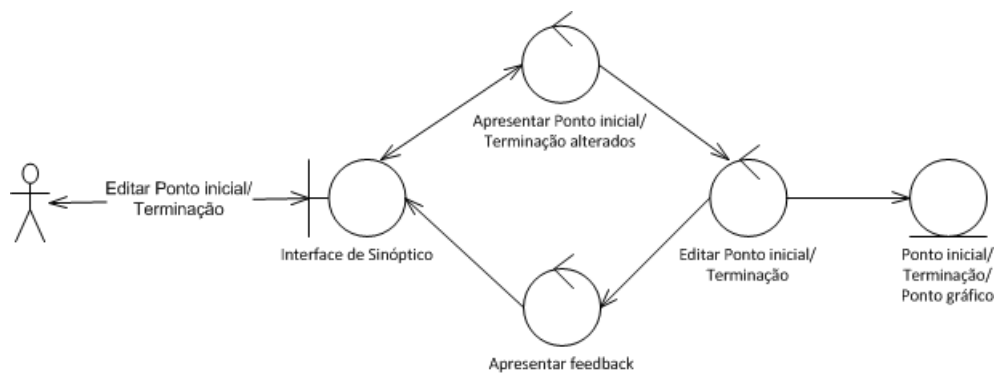 Apresentar Ponto inicial/
Terminação alterados
Editar Ponto inicial/
Terminação
Interface de Sinóptico
Editar Ponto inicial/
Terminação
Ponto inicial/
Terminação/
Ponto gráfico
Apresentar feedback